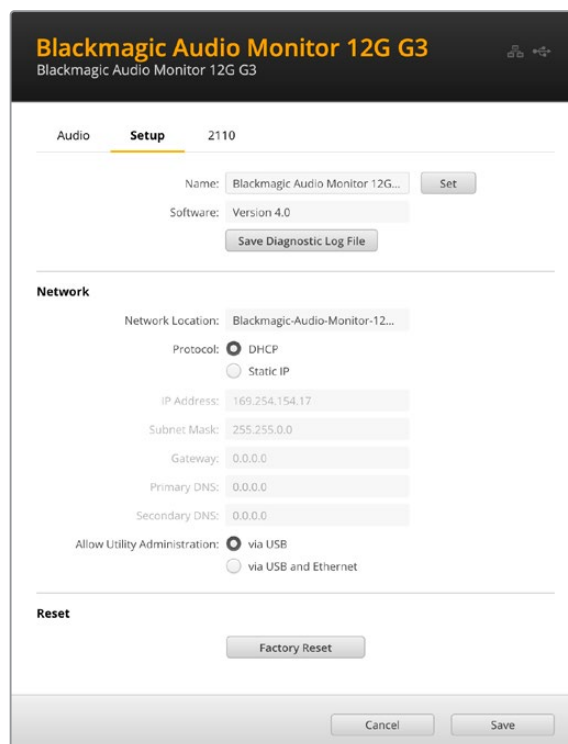 Blackmagic Audio Monitor 12G G3
Blackmagic Audio Monitor 12G G3
Audio Setup 2110
Name: Blackmagic Audio Monitor 12G... Set
Software: Version 4.0
Save Diagnostic Log File
Network
Network Location: Blackmagic-Audio-Monitor-12...
Protocol: DHCP
Static IP
IP Address: 169.254.154.17
Subnet Mask: 255.255.0.0
Gateway: 0.0.0.0
Primary DNS: 0.0.0.0
Secondary DNS: 0.0.0.0
Allow Utility Administration: via USB
via USB and Ethernet
Reset
Factory Reset
Cancel Save